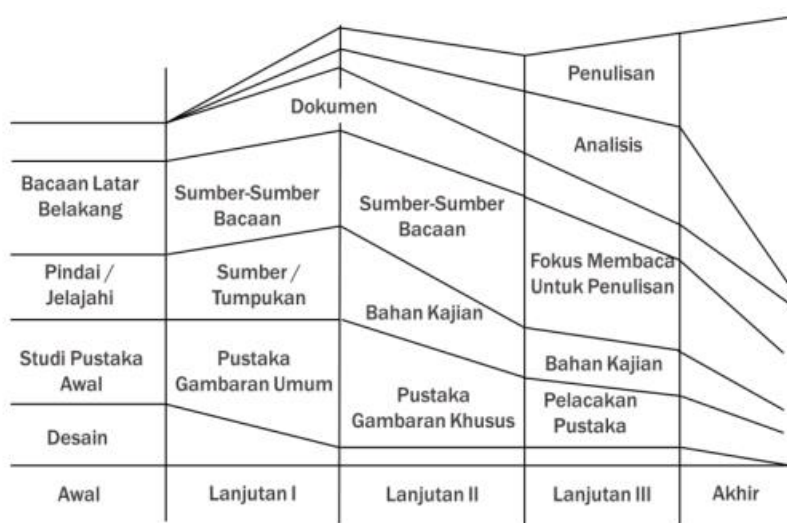 Penulisan
Dokumen
Analisis
Bacaan Latar
Belakang
Sumber-Sumber
Bacaan
Sumber-Sumber
Bacaan
Fokus Membaca
Untuk Penulisan
Pindai /
Jelajahi
Sumber /
Tumpukan
Bahan Kajian
Bahan Kajian
Studi Pustaka
Awal
Pustaka
Gambaran Umum
Pustaka
Gambaran Khusus
Pelacakan
Pustaka
Desain
Awal
Lanjutan I
Lanjutan II
Lanjutan III
Akhir